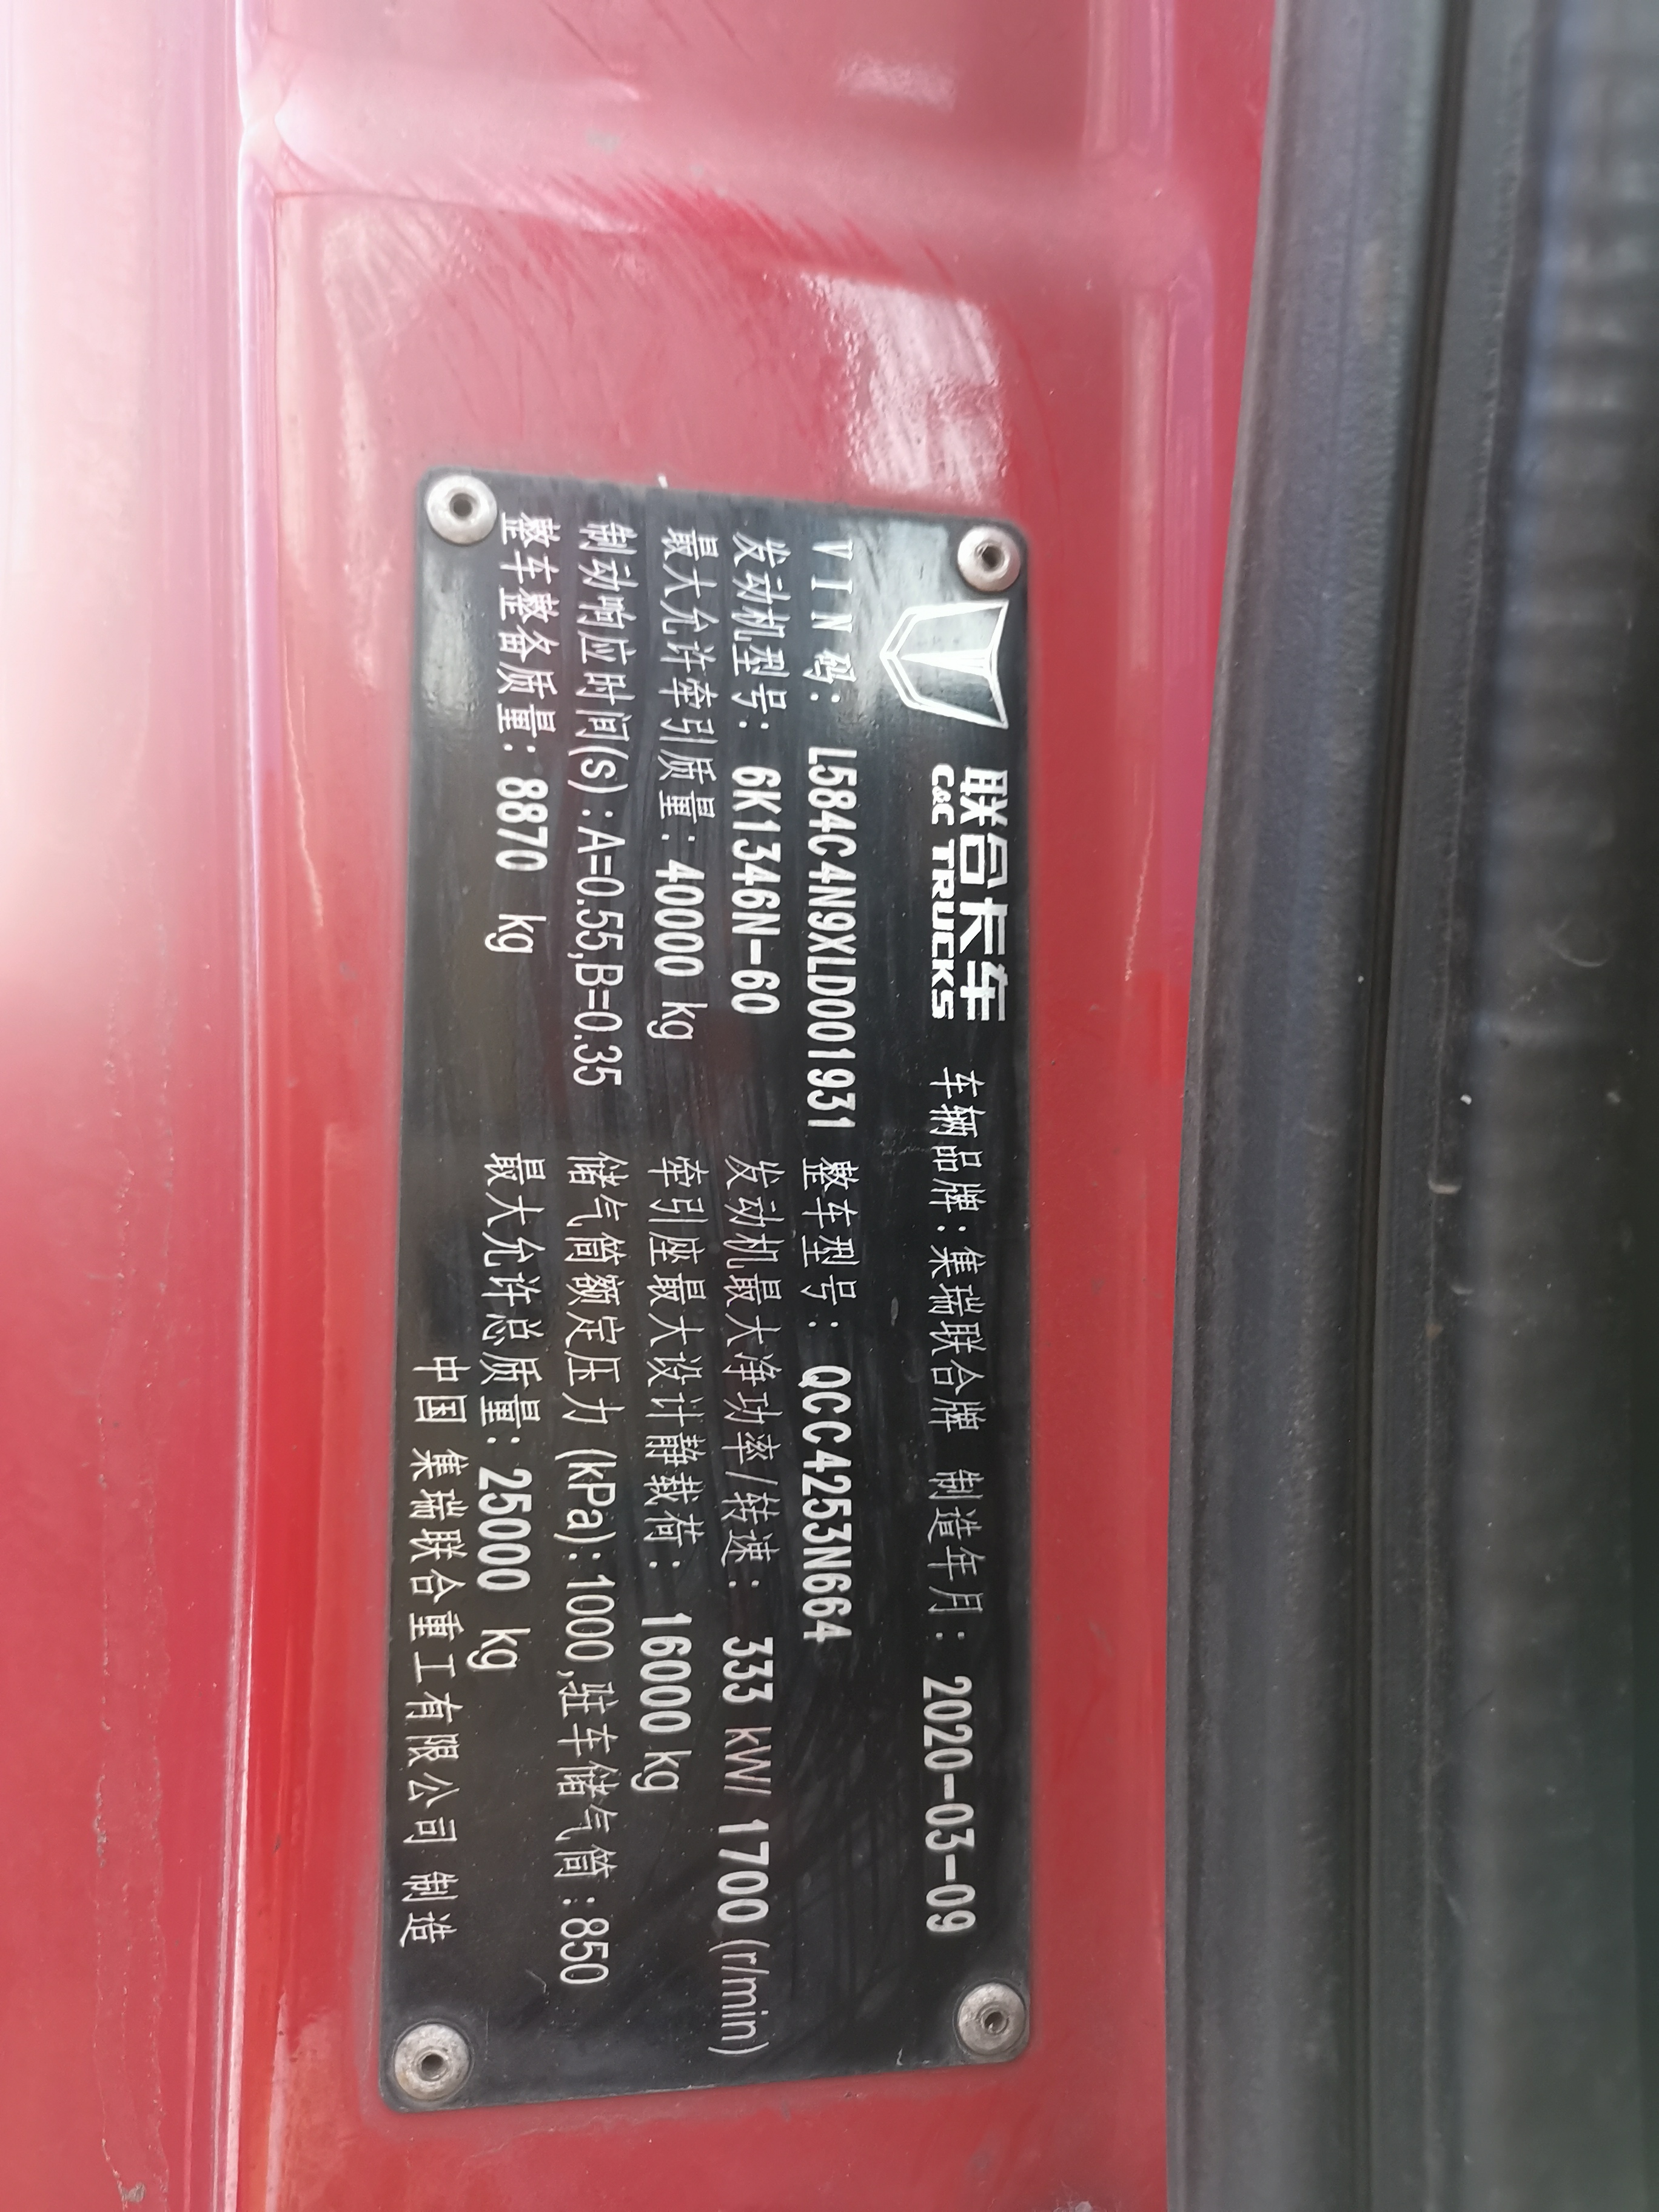 联合卡车
C&C TRUCKS
车辆品牌：集瑞联合牌 制造年月：2020-03-09
VIN码：L584C4N9XLD001931 整车型号：QCC4253N664
发动机型号：6K1346N-60 发动机最大净功率/转速：333 kW/ 1700 (r/min)
最大允许牵引质量：40000 kg 牵引座最大设计静载荷：16000 kg
制动响应时间(s):A=0.55,B=0.35 储气筒额定压力 (kPa):1000,驻车储气筒:850
整车整备质量：8870 kg 最大允许总质量：25000 kg
中国 集瑞联合重工有限公司 制造